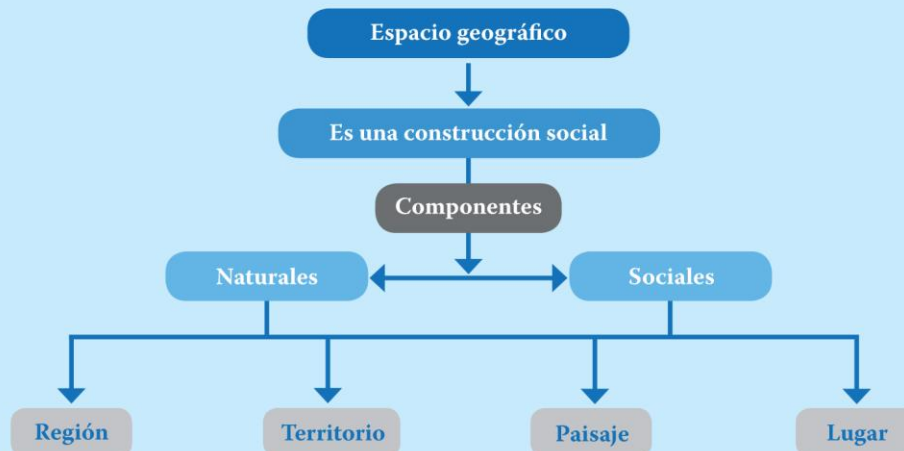 Espacio geográfico
Es una construcción social
Componentes
Naturales
Sociales
Región
Territorio
Paisaje
Lugar